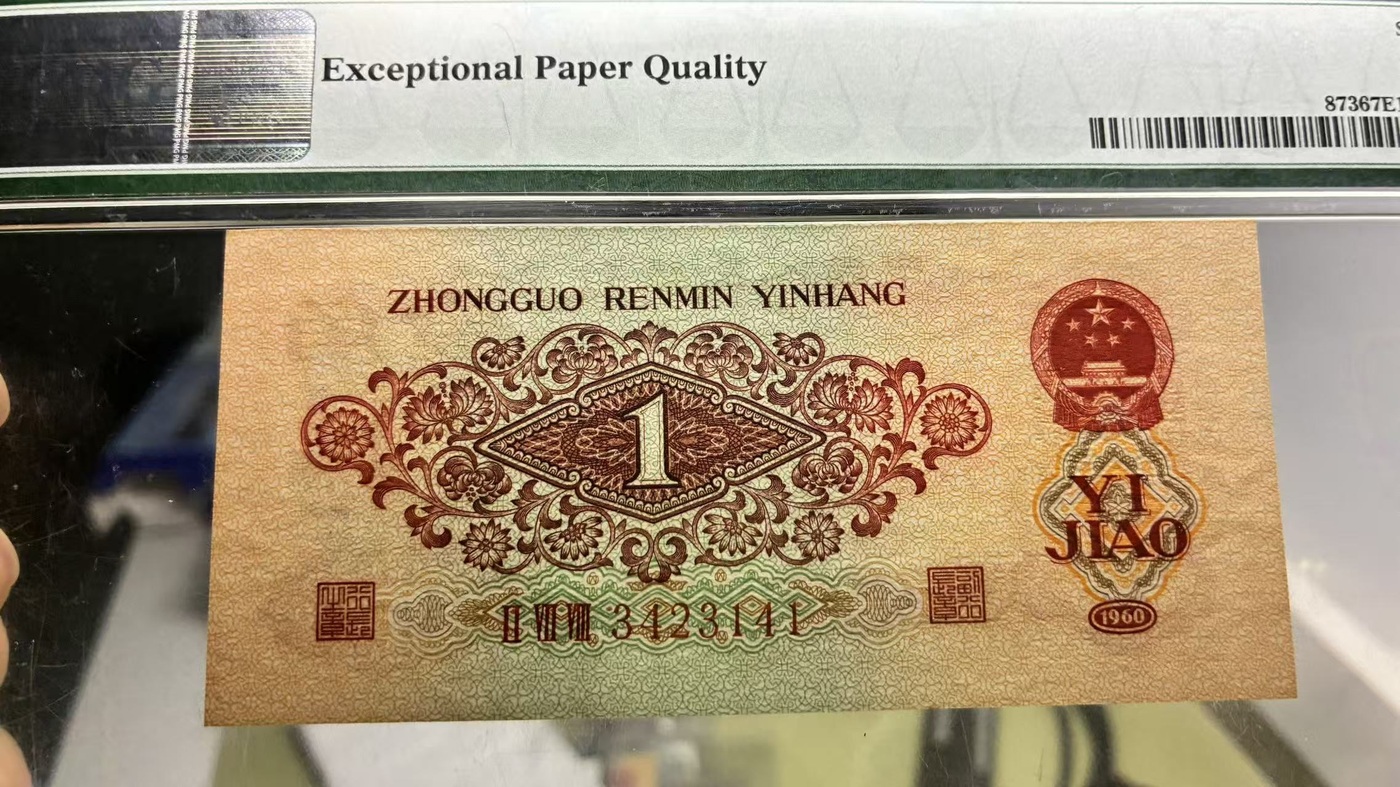 Exceptional Paper Quality
87367E
ZHONGGUO RENMIN YINHANG
1
YI
JIAO
II VII VIII 3423141
1960